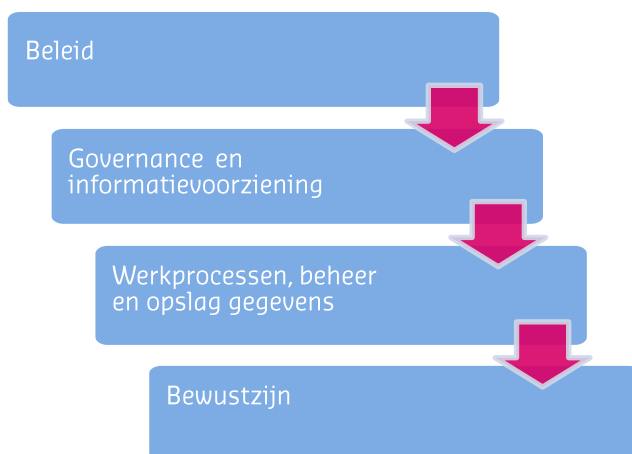 Beleid
Governance en
informatievoorziening
Werkprocessen, beheer
en opslag gegevens
Bewustzijn